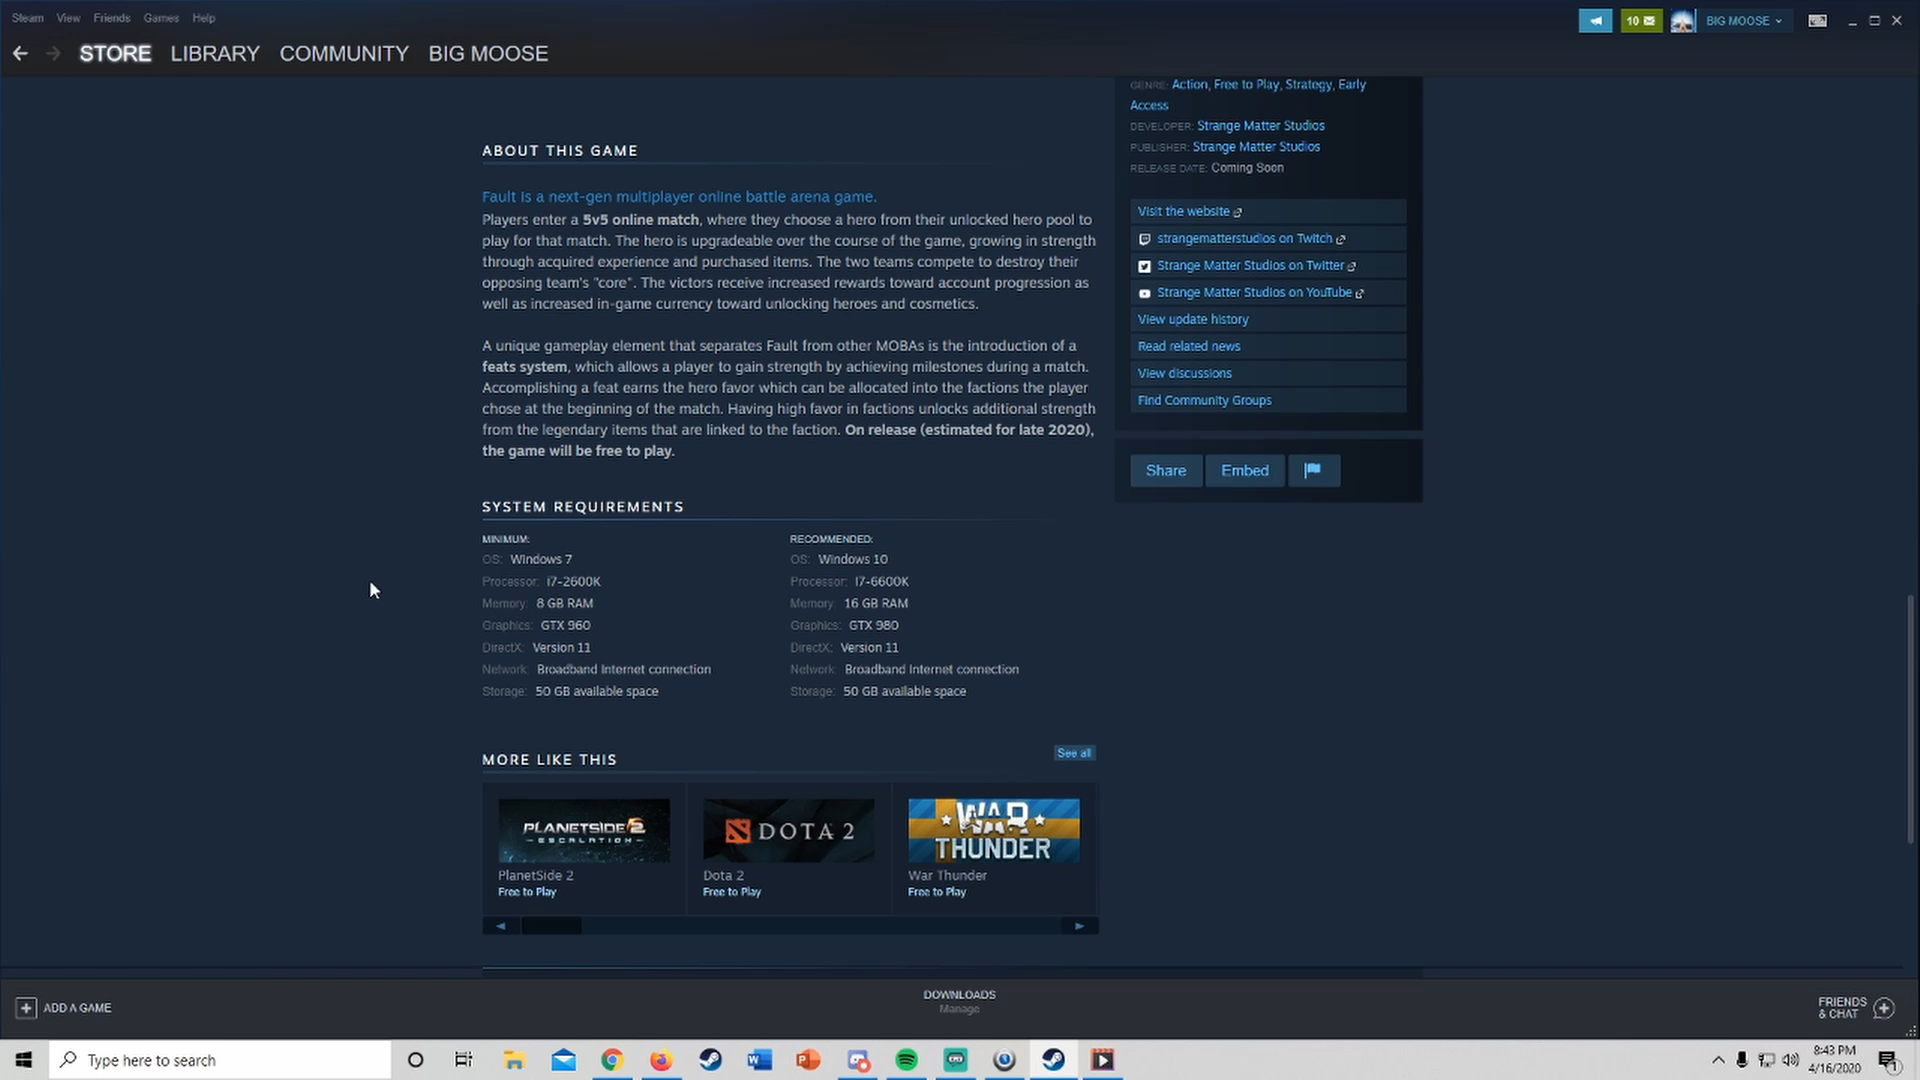 Steam View Friends Games Help
10 BIG MOOSE
STORE LIBRARY COMMUNITY BIG MOOSE
GENRE: Action, Free to Play, Strategy, Early
Access
DEVELOPER: Strange Matter Studios
PUBLISHER: Strange Matter Studios
RELEASE DATE: Coming Soon
ABOUT THIS GAME
Fault is a next-gen multiplayer online battle arena game.
Players enter a 5v5 online match, where they choose a hero from their unlocked hero pool to
play for that match. The hero is upgradeable over the course of the game, growing in strength
through acquired experience and purchased items. The two teams compete to destroy their
opposing team's "core". The victors receive increased rewards toward account progression as
well as increased in-game currency toward unlocking heroes and cosmetics.
A unique gameplay element that separates Fault from other MOBAs is the introduction of a
feats system, which allows a player to gain strength by achieving milestones during a match.
Accomplishing a feat earns the hero favor which can be allocated into the factions the player
chose at the beginning of the match. Having high favor in factions unlocks additional strength
from the legendary items that are linked to the faction. On release (estimated for late 2020),
the game will be free to play.
Visit the website
strangematterstudios on Twitch
Strange Matter Studios on Twitter
Strange Matter Studios on YouTube
View update history
Read related news
View discussions
Find Community Groups
Share Embed
SYSTEM REQUIREMENTS
MINIMUM:
OS: Windows 7
Processor: i7-2600K
Memory: 8 GB RAM
Graphics: GTX 960
DirectX: Version 11
Network: Broadband Internet connection
Storage: 50 GB available space
RECOMMENDED:
OS: Windows 10
Processor: I7-6600K
Memory: 16 GB RAM
Graphics: GTX 980
DirectX: Version 11
Network: Broadband Internet connection
Storage: 50 GB available space
MORE LIKE THIS
See all
PLANETSIDE 2
ESCALATION
PlanetSide 2
Free to Play
DOTA 2
Dota 2
Free to Play
WAR
THUNDER
War Thunder
Free to Play
ADD A GAME
DOWNLOADS
Manage
FRIENDS
& CHAT
Type here to search
8:43 PM
4/16/2020
1